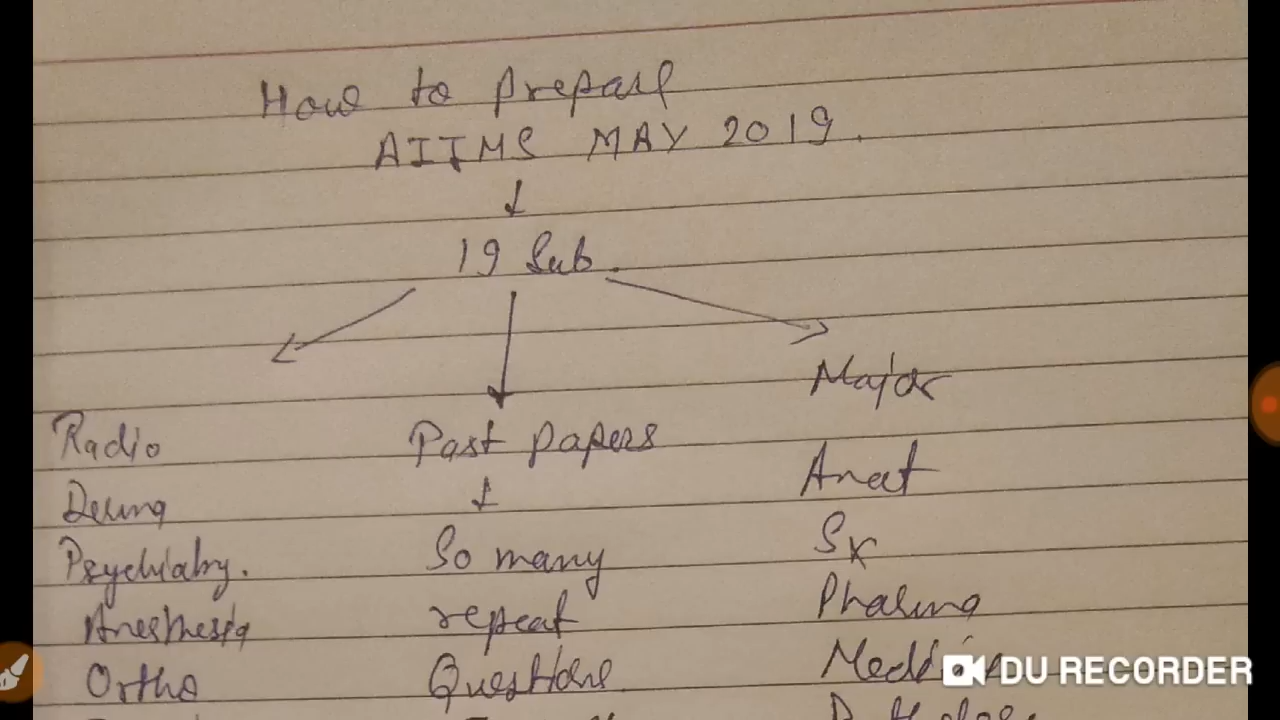 How to prepare
AIIMS MAY 2019.
19 Sub.
Radio
Derma
Psychiatry.
Anesthesia
Ortho
Past papers
So many
repeat
Questions
Major
Anat
Sx
Pharma
DU RECORDER